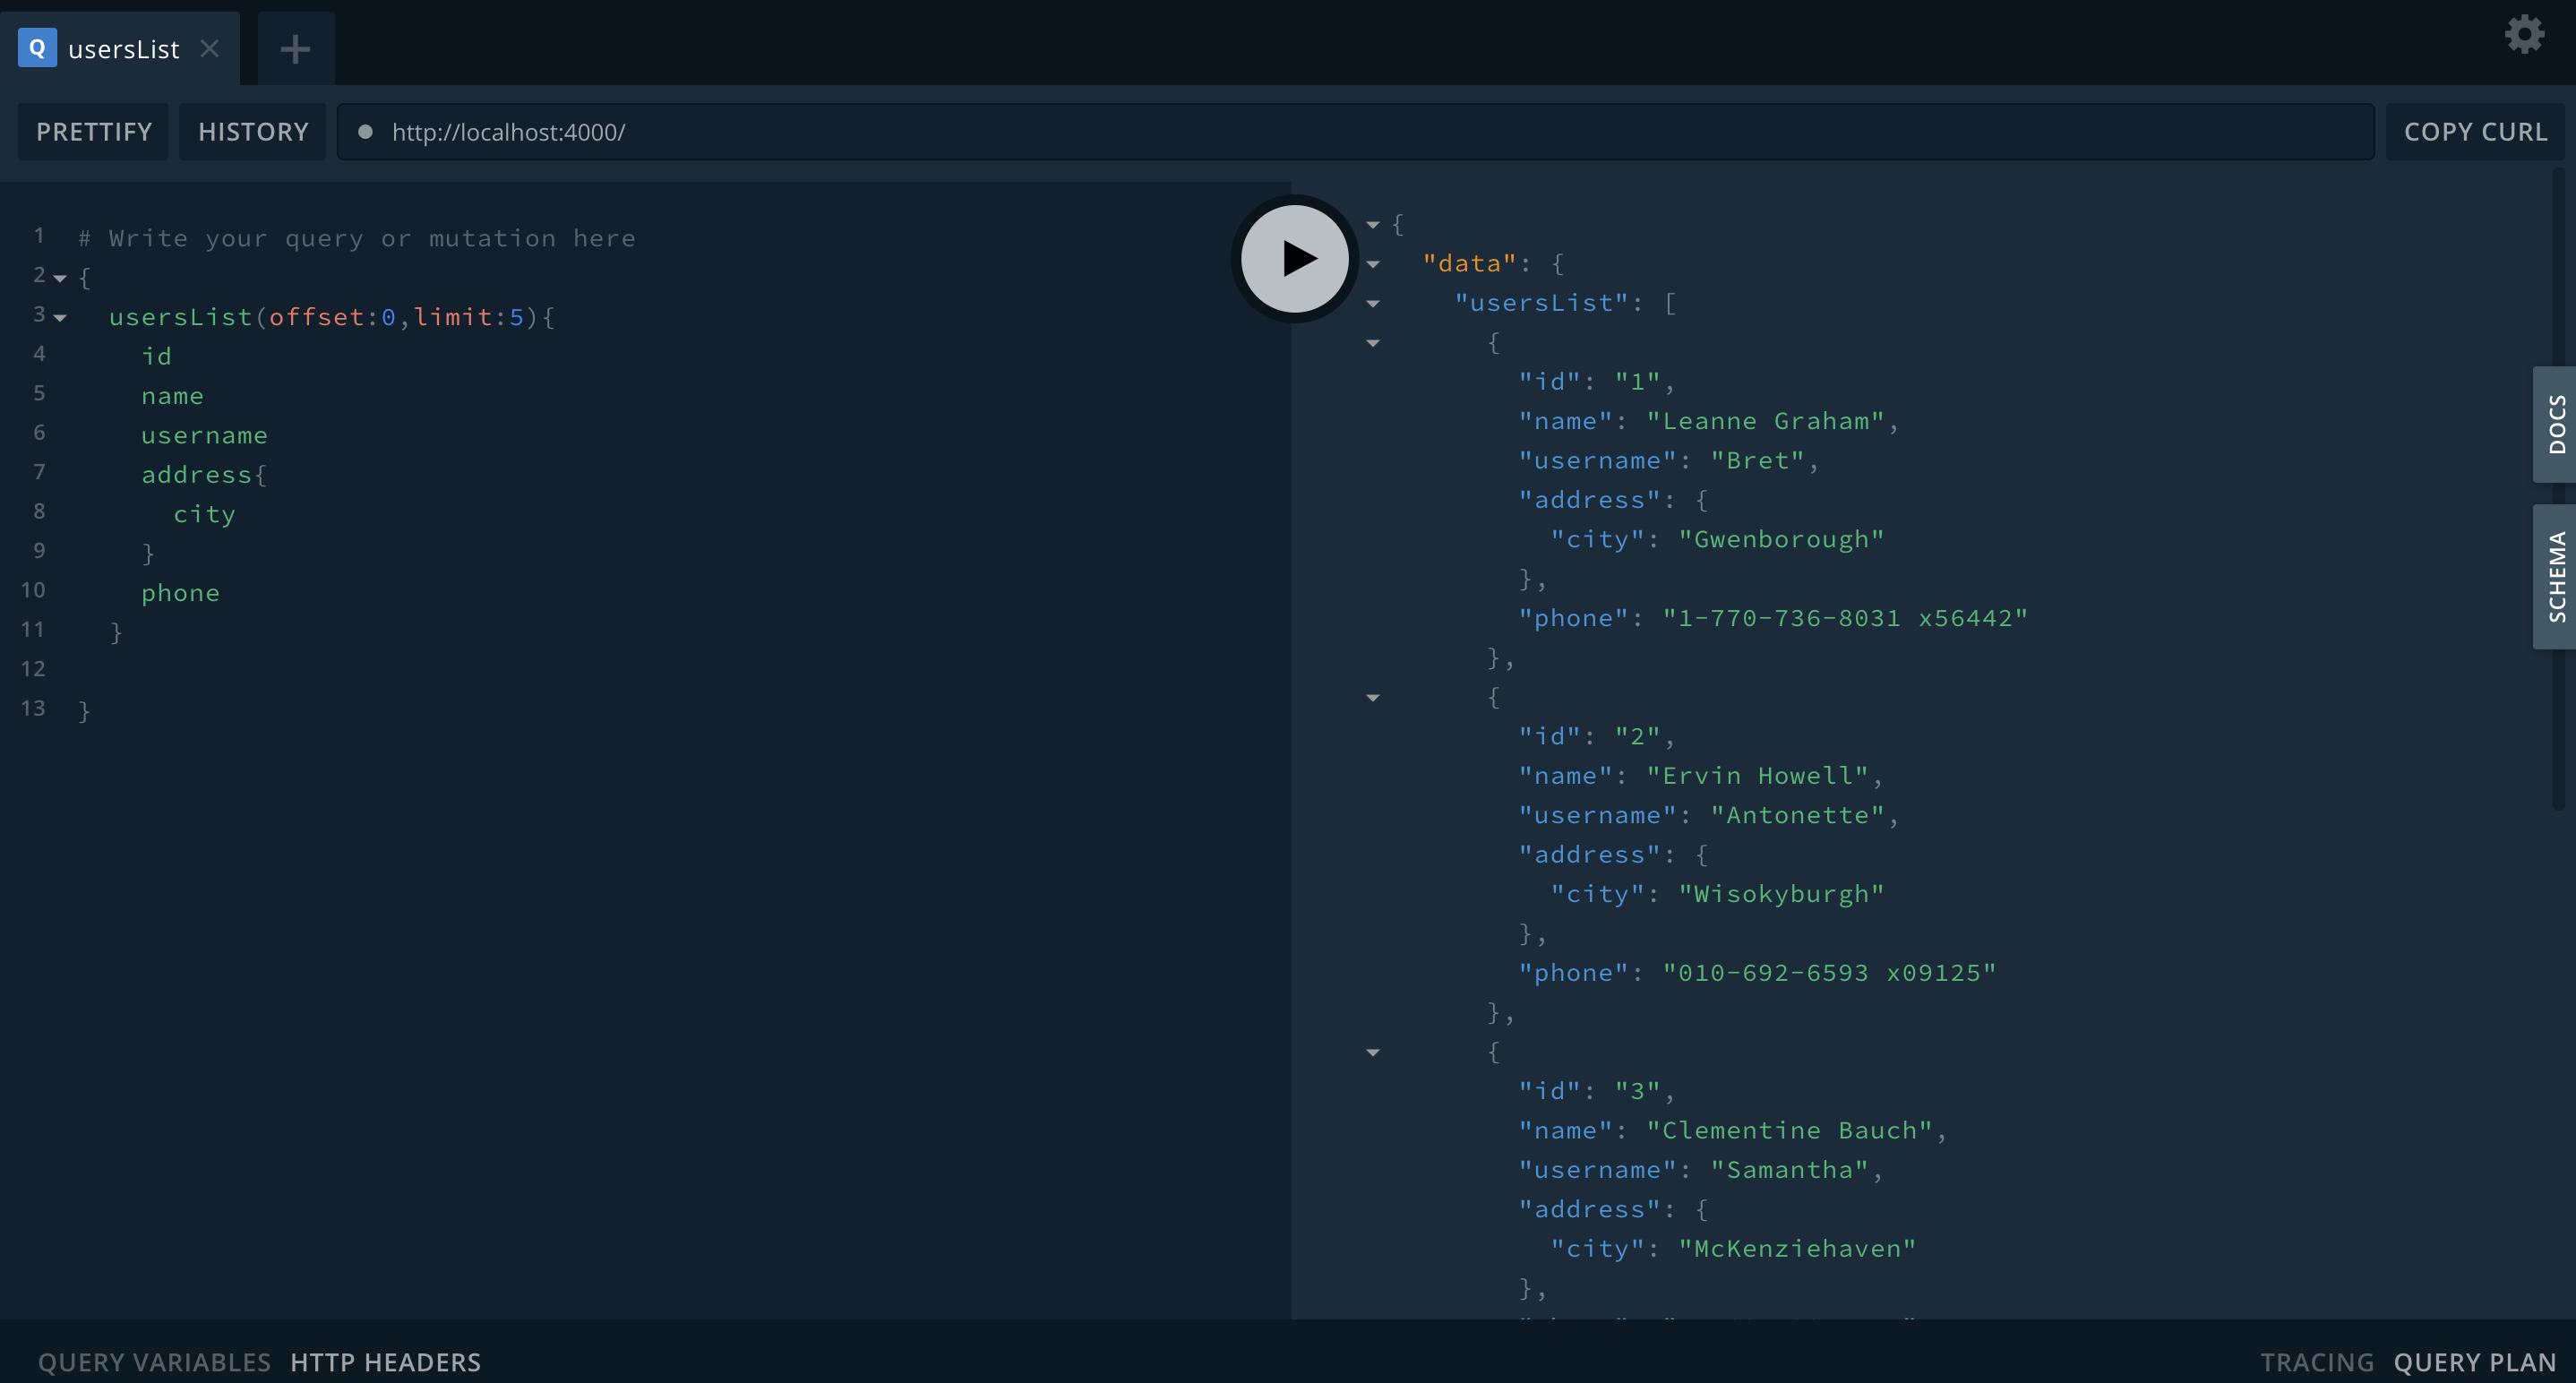 Q usersList
PRETTIFY HISTORY http://localhost:4000/ COPY CURL
1 # Write your query or mutation here
2 {
3 usersList(offset:0,limit:5){
4 id
5 name
6 username
7 address{
8 city
9 }
10 phone
11 }
12
13 }
{
"data": {
"usersList": [
{
"id": "1",
"name": "Leanne Graham",
"username": "Bret",
"address": {
"city": "Gwenborough"
},
"phone": "1-770-736-8031 x56442"
},
{
"id": "2",
"name": "Ervin Howell",
"username": "Antonette",
"address": {
"city": "Wisokyburgh"
},
"phone": "010-692-6593 x09125"
},
{
"id": "3",
"name": "Clementine Bauch",
"username": "Samantha",
"address": {
"city": "McKenziehaven"
},
DOCS
SCHEMA
QUERY VARIABLES HTTP HEADERS
TRACING QUERY PLAN